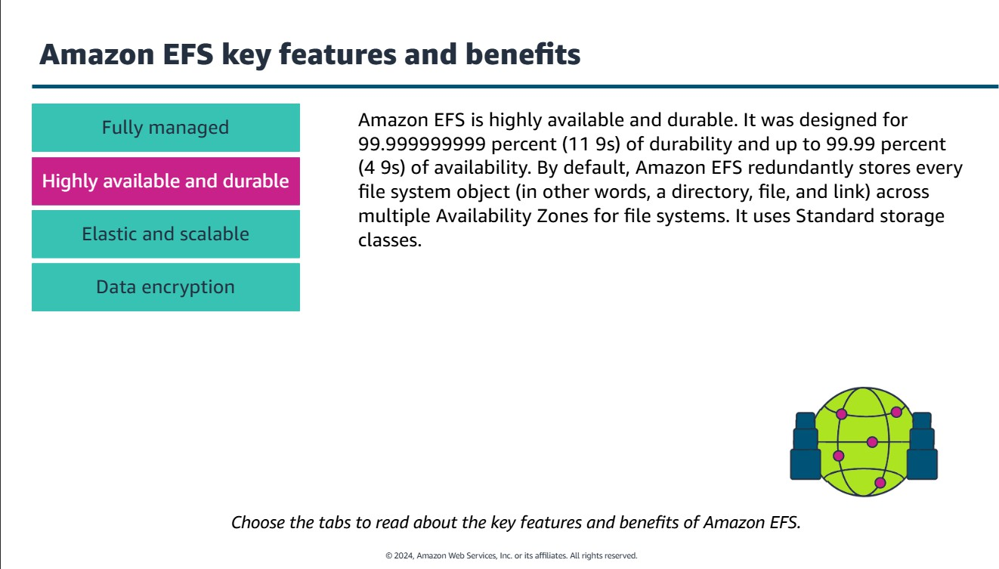 Amazon EFS key features and benefits
Fully managed
Highly available and durable
Elastic and scalable
Data encryption
Amazon EFS is highly available and durable. It was designed for
99.999999999 percent (11 9s) of durability and up to 99.99 percent
(4 9s) of availability. By default, Amazon EFS redundantly stores every
file system object (in other words, a directory, file, and link) across
multiple Availability Zones for file systems. It uses Standard storage
classes.
Choose the tabs to read about the key features and benefits of Amazon EFS.
© 2024, Amazon Web Services, Inc. or its affiliates. All rights reserved.